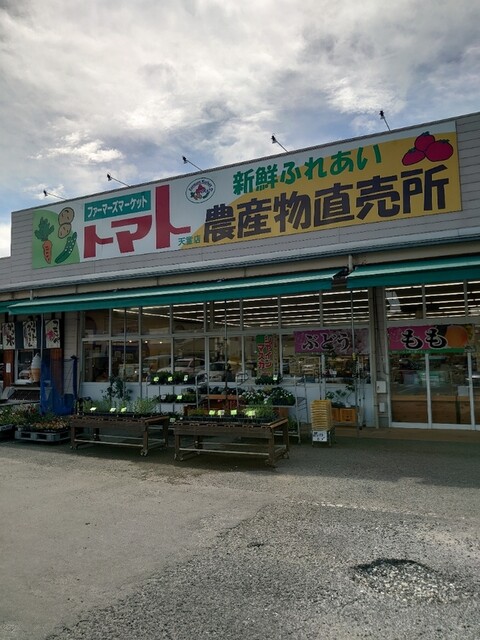 ファーマーズマーケット
トマト
天童店
新鮮ふれあい
農産物直売所
ぶどう
もも